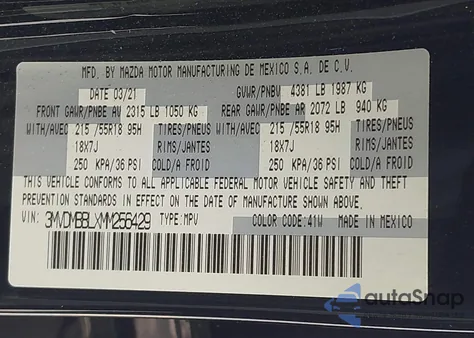 MFD. BY MAZDA MOTOR MANUFACTURING DE MEXICO S.A. DE C.V.
DATE 03/21 GVWR/PNBV 4381 LB 1987 KG
FRONT GAWR/PNBE AV 2315 LB 1050 KG REAR GAWR/PNBE AR 2072 LB 940 KG
WITH/AVEC 215 /55R18 95H TIRES/PNEUS WITH/AVEC 215 /55R18 95H TIRES/PNEUS
18X7J RIMS/JANTES 18X7J RIMS/JANTES
250 KPA/36 PSI COLD/A FROID 250 KPA/36 PSI COLD/A FROID
THIS VEHICLE CONFORMS TO ALL APPLICABLE FEDERAL MOTOR VEHICLE SAFETY AND THEFT
PREVENTION STANDARDS IN EFFECT ON THE DATE OF MANUFACTURE SHOWN ABOVE.
VIN: 3MVDMBBLXMM256429 TYPE:MPV COLOR CODE:41W MADE IN MEXICO
autoSnap